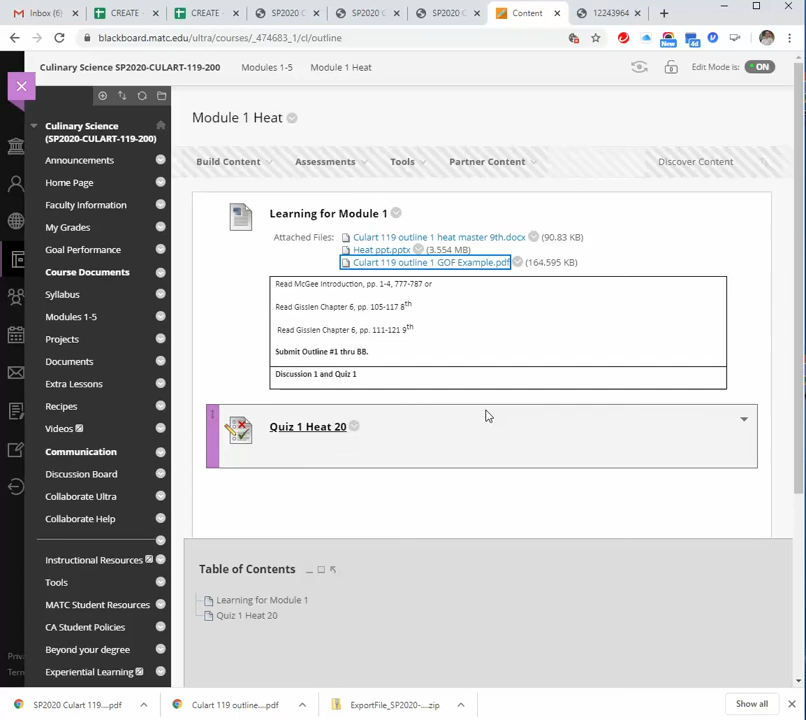 Inbox (6)
CREATE -
CREATE -
SP2020 C
SP2020 C
SP2020 C
Content
12243964
blackboard.matc.edu/ultra/courses/_474683_1/cl/outline
New
4d
Culinary Science SP2020-CULART-119-200
Modules 1-5
Module 1 Heat
Edit Mode is:
ON
Culinary Science
(SP2020-CULART-119-200)
Announcements
Home Page
Faculty Information
My Grades
Goal Performance
Course Documents
Syllabus
Modules 1-5
Projects
Documents
Extra Lessons
Recipes
Videos
Communication
Discussion Board
Collaborate Ultra
Collaborate Help
Instructional Resources
Tools
MATC Student Resources
CA Student Policies
Beyond your degree
Experiential Learning
Priva
Term
Module 1 Heat
Build Content
Assessments
Tools
Partner Content
Discover Content
Learning for Module 1
Attached Files:
Culart 119 outline 1 heat master 9th.docx
(90.83 KB)
Heat ppt.pptx
(3.554 MB)
Culart 119 outline 1 GOF Example.pdf
(164.595 KB)
Read McGee Introduction, pp. 1-4, 777-787 or
Read Gisslen Chapter 6, pp. 105-117 8th
Read Gisslen Chapter 6, pp. 111-121 9th
Submit Outline #1 thru BB.
Discussion 1 and Quiz 1
Quiz 1 Heat 20
Table of Contents
Learning for Module 1
Quiz 1 Heat 20
SP2020 Culart 119....pdf
Culart 119 outline....pdf
ExportFile_SP2020-....zip
Show all